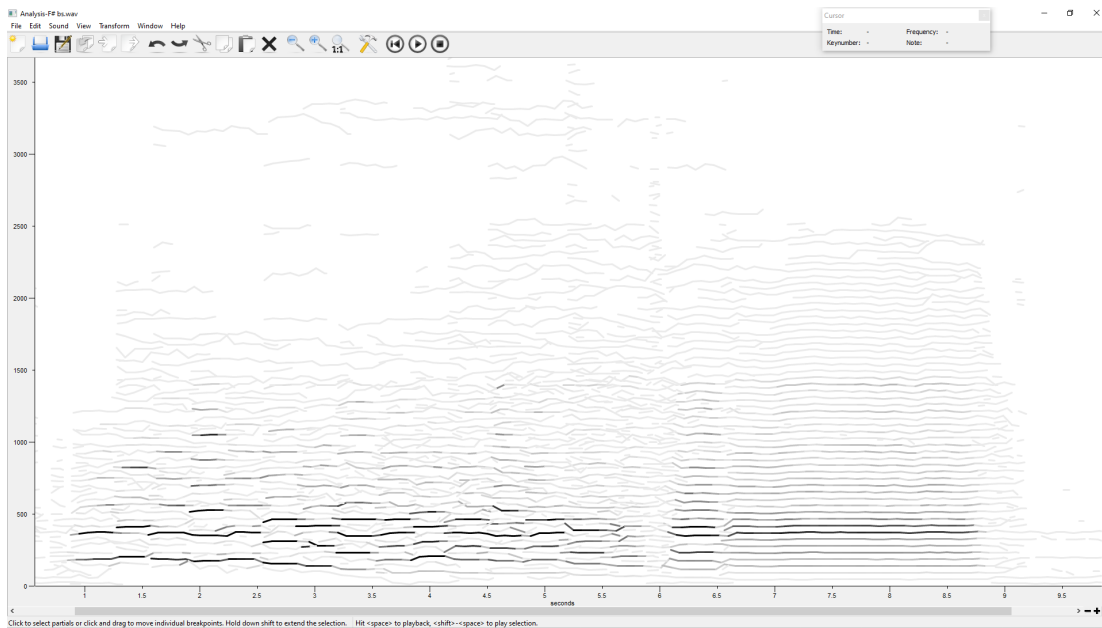 Analysis-F# bs.wav
File Edit Sound View Transform Window Help
1:1
Cursor
Time: - Frequency: -
Keynumber: - Note: -
3500
3000
2500
2000
1500
1000
500
0
1 1.5 2 2.5 3 3.5 4 4.5 5 5.5 6 6.5 7 7.5 8 8.5 9 9.5
seconds
Click to select partials or click and drag to move individual breakpoints. Hold down shift to extend the selection. Hit <space> to playback, <shift>-<space> to play selection.